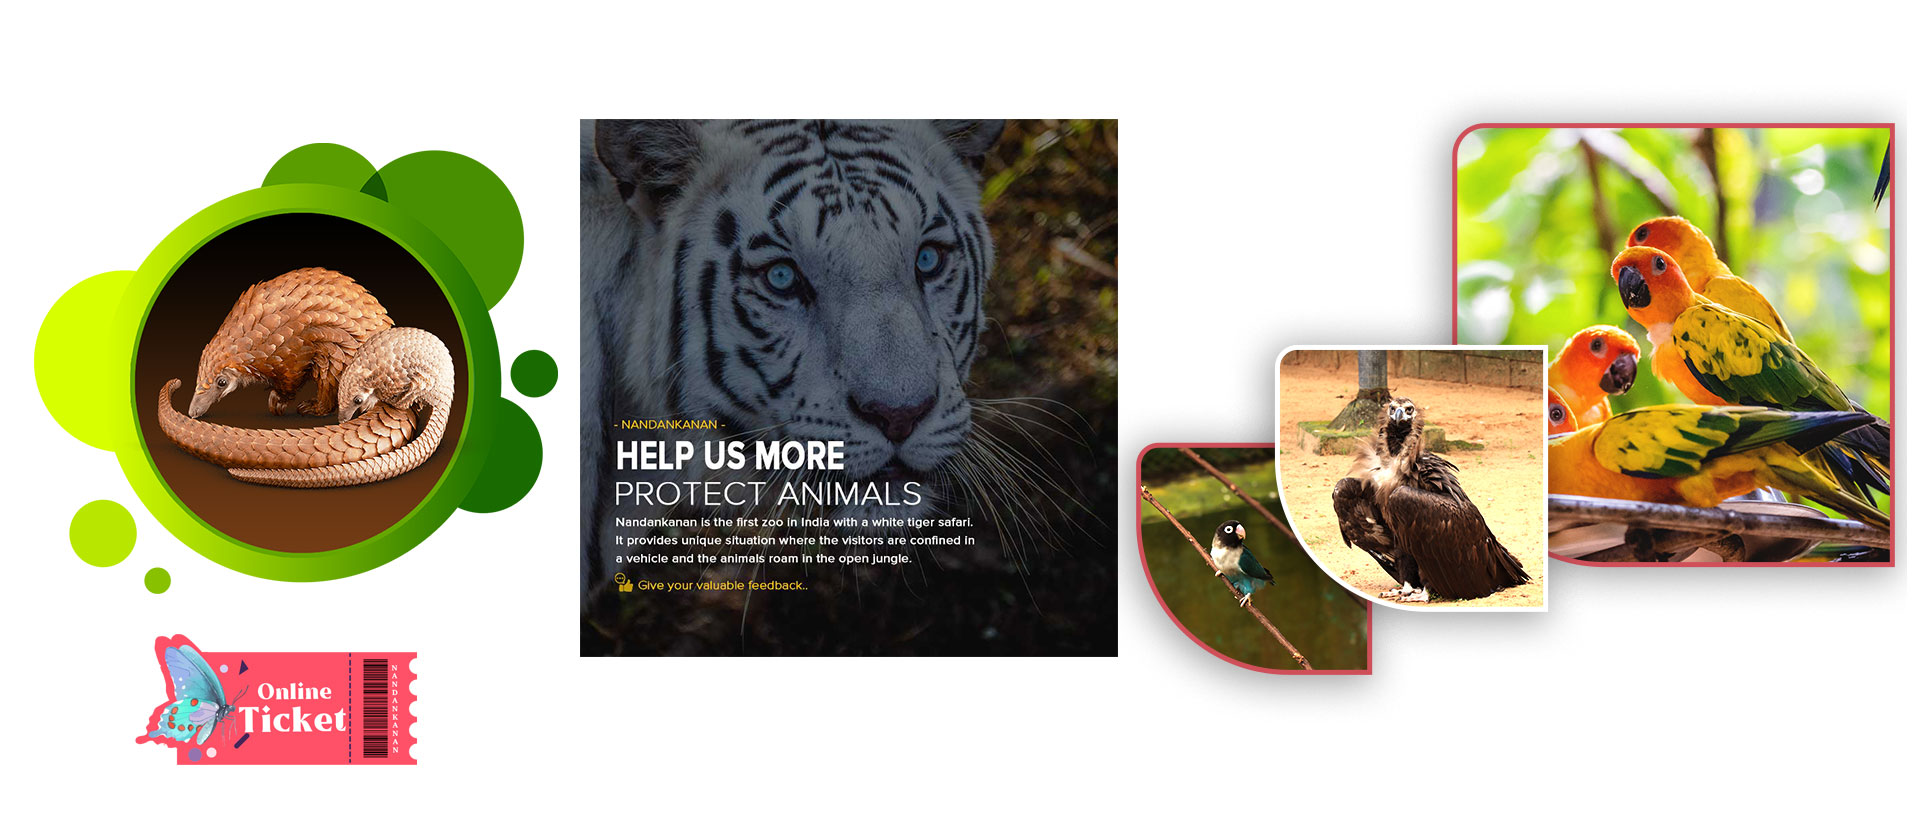 - NANDANKANAN -
HELP US MORE
PROTECT ANIMALS
Nandankanan is the first zoo in India with a white tiger safari.
It provides unique situation where the visitors are confined in
a vehicle and the animals roam in the open jungle.
Give your valuable feedback..
Online
Ticket
NANDANKANAN